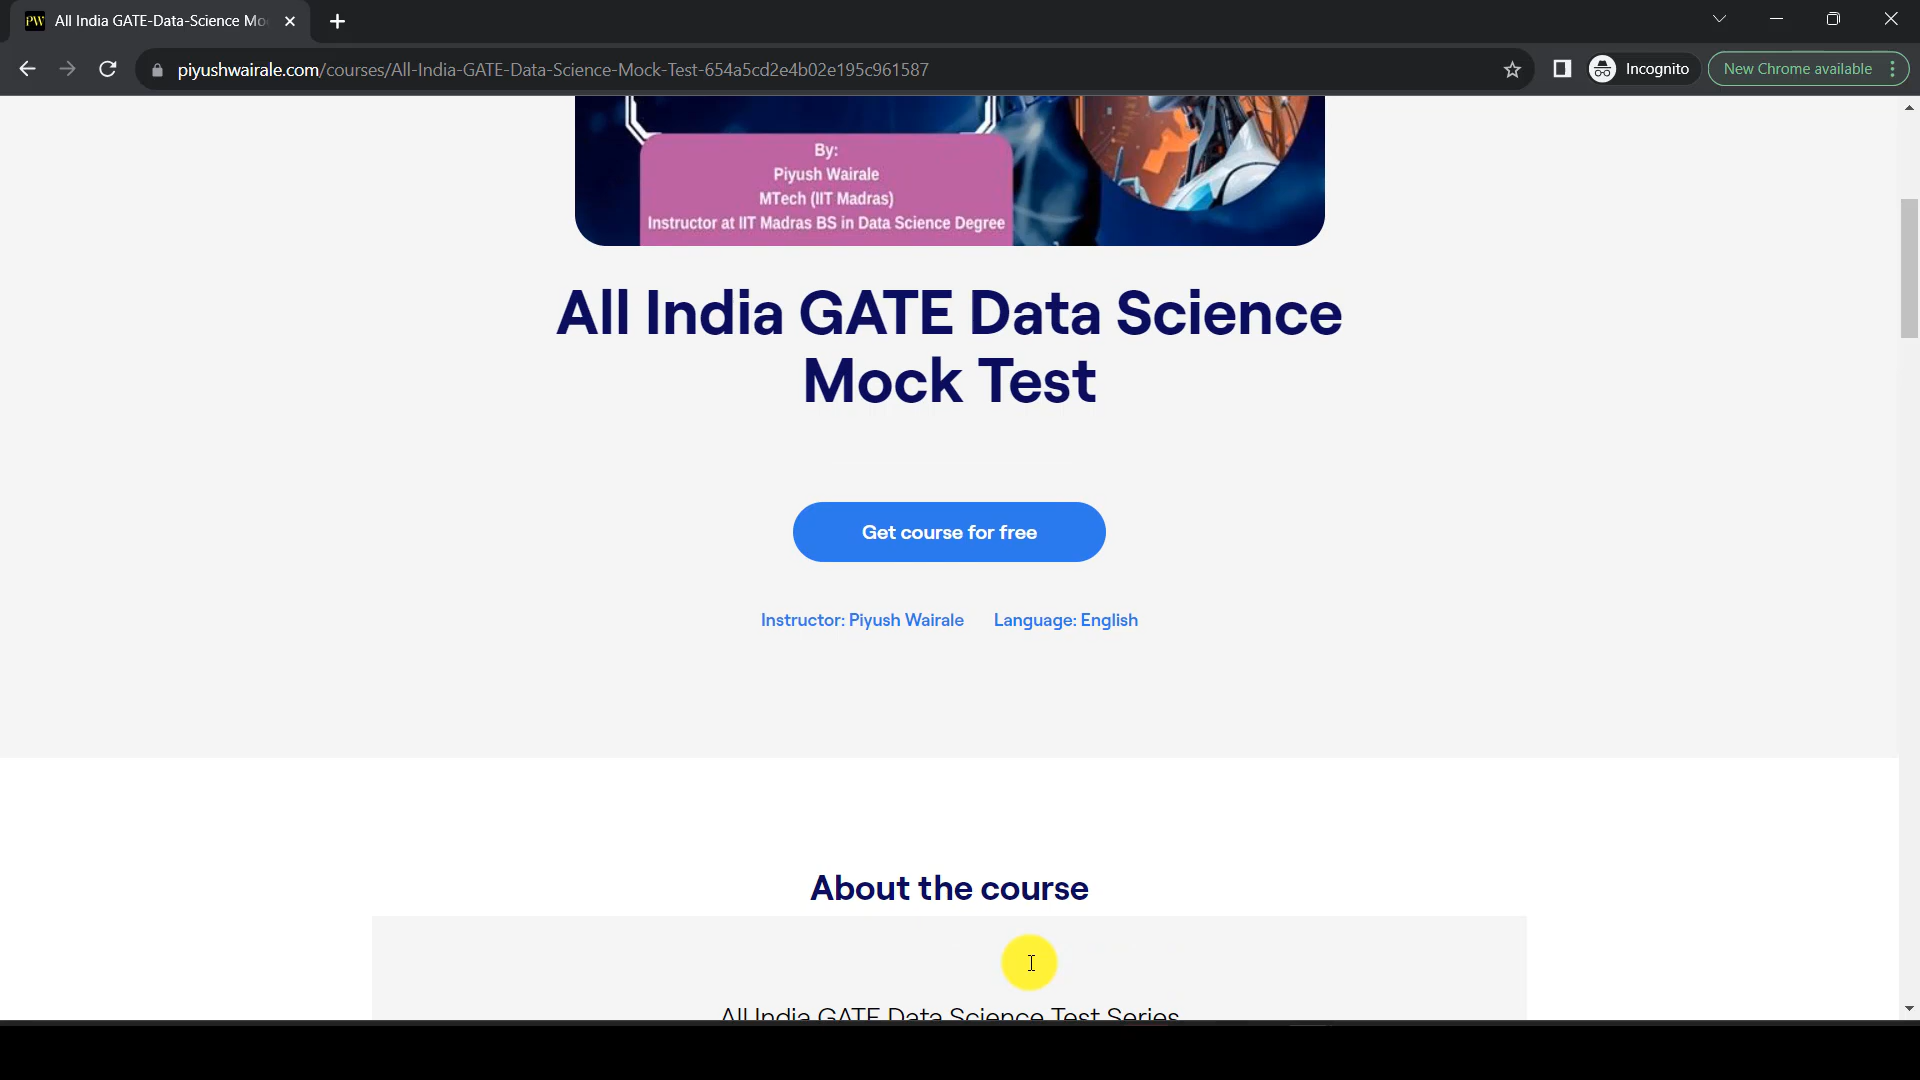 PW All India GATE-Data-Science Mo
piyushwairale.com/courses/All-India-GATE-Data-Science-Mock-Test-654a5cd2e4b02e195c961587
Incognito
New Chrome available
By:
Piyush Wairale
MTech (IIT Madras)
Instructor at IIT Madras BS in Data Science Degree
All India GATE Data Science
Mock Test
Get course for free
Instructor: Piyush Wairale
Language: English
About the course
All India GATE Data Science Test Series